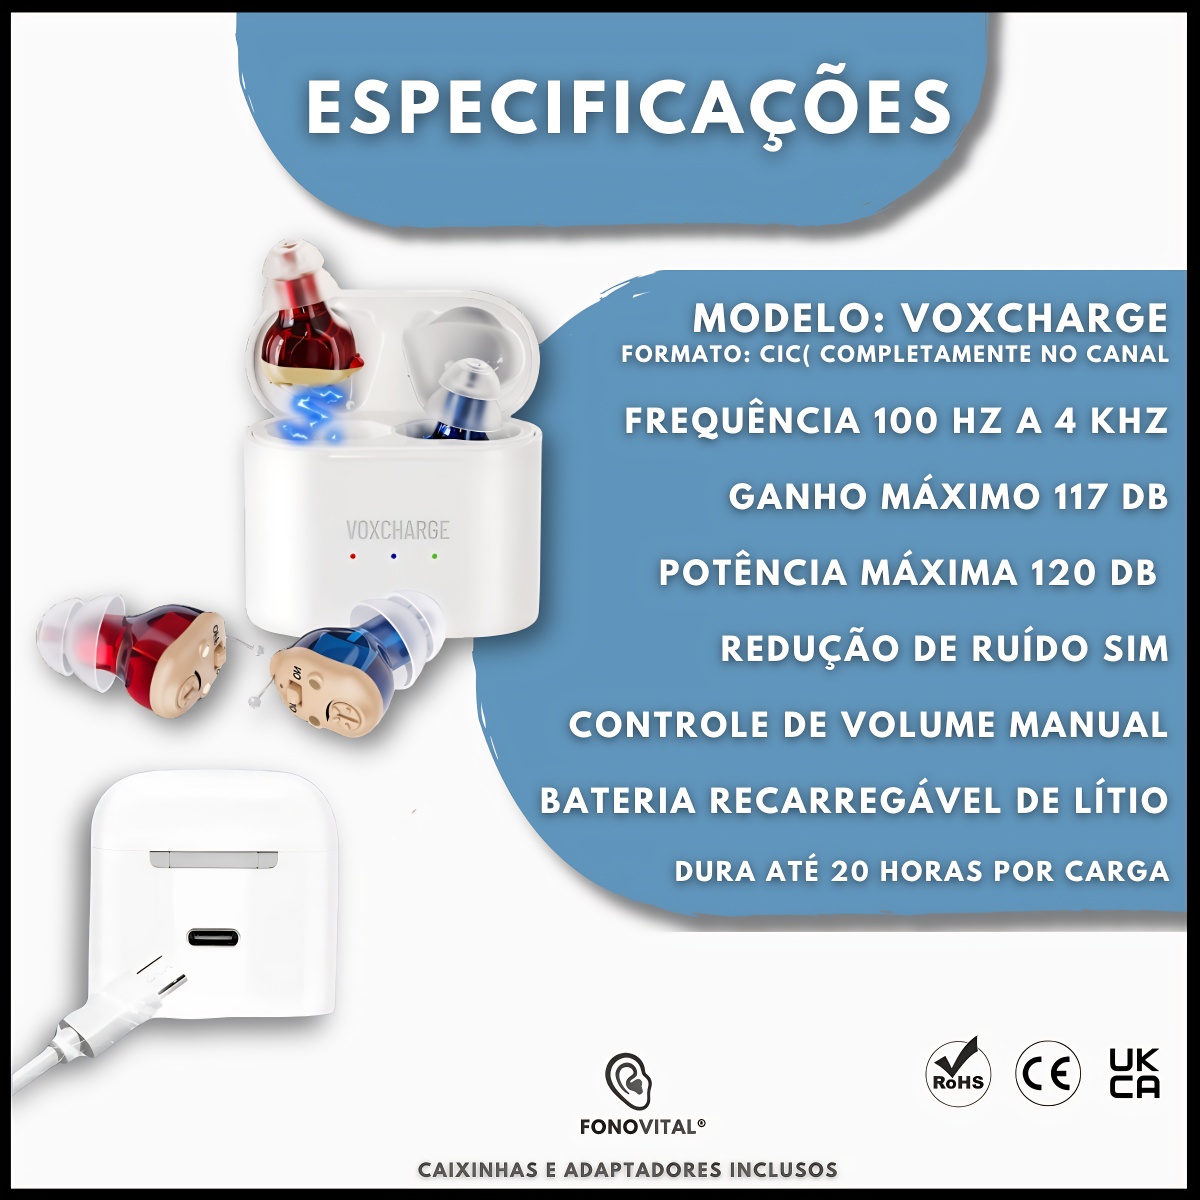 ESPECIFICAÇÕES
MODELO: VOXCHARGE
FORMATO: CIC( COMPLETAMENTE NO CANAL
FREQUÊNCIA 100 HZ A 4 KHZ
GANHO MÁXIMO 117 DB
POTÊNCIA MÁXIMA 120 DB
REDUÇÃO DE RUÍDO SIM
CONTROLE DE VOLUME MANUAL
BATERIA RECARREGÁVEL DE LÍTIO
DURA ATÉ 20 HORAS POR CARGA
VOXCHARGE
RoHS
CE
UK
CA
FONOVITAL®
CAIXINHAS E ADAPTADORES INCLUSOS